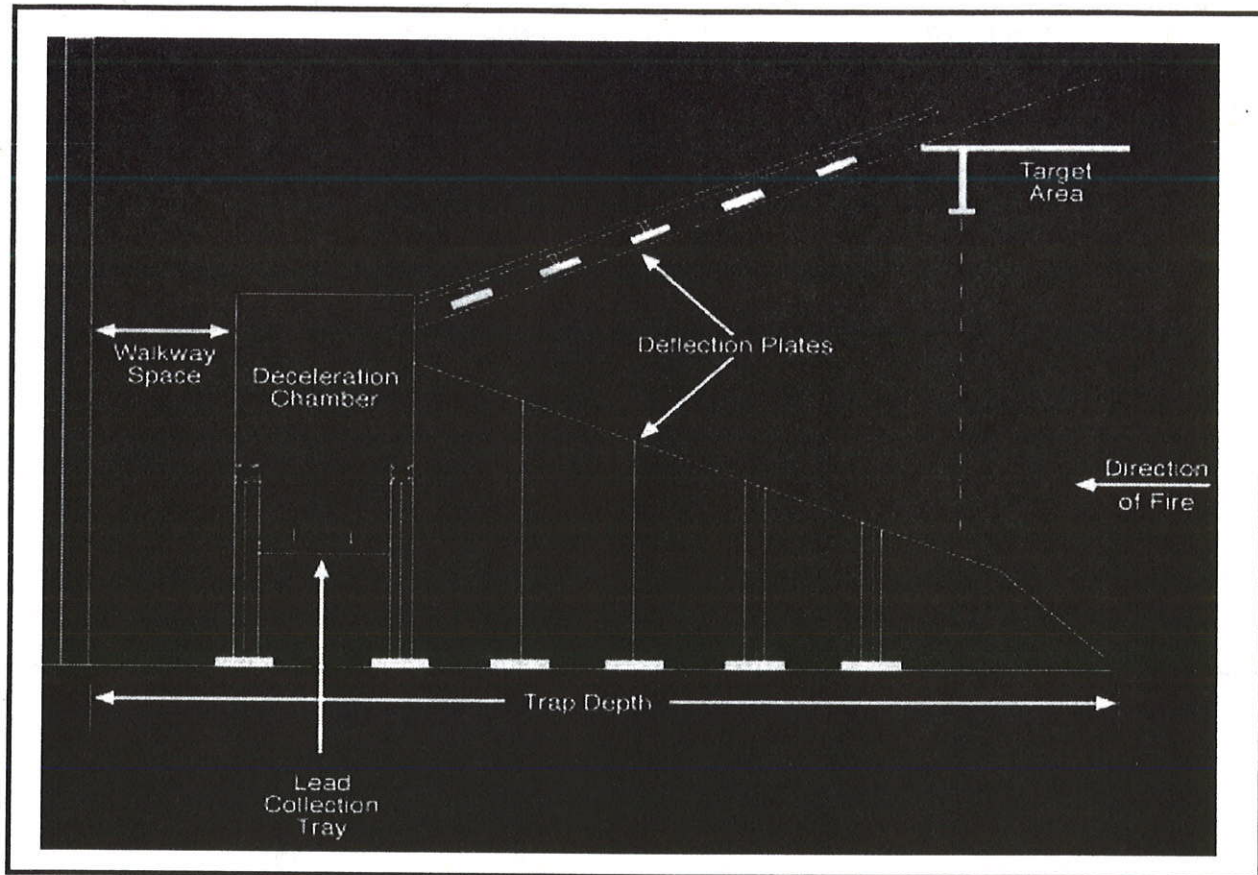 Target
Area
Walkway
Space
Deceleration
Chamber
Deflection Plates
Direction
of Fire
Trap Depth
Lead
Collection
Tray